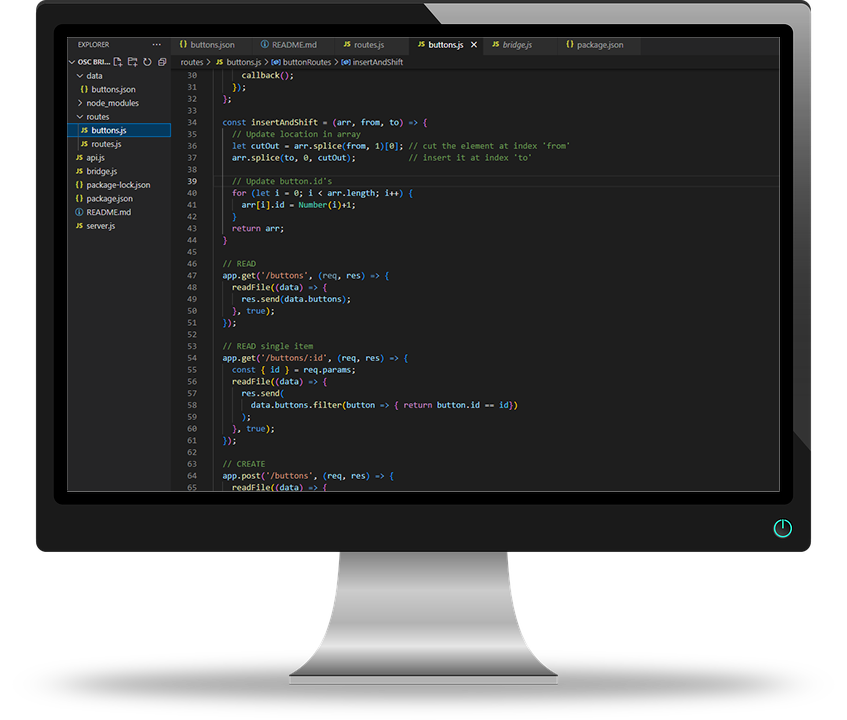 EXPLORER ···
OSC BRI...
data
{} buttons.json
node_modules
routes
JS buttons.js
JS routes.js
JS api.js
JS bridge.js
{} package-lock.json
{} package.json
README.md
JS server.js
{} buttons.json README.md JS routes.js JS buttons.js × JS bridge.js {} package.json
routes > JS buttons.js > buttonRoutes > insertAndShift
30 callback();
31 });
32 };
33
34 const insertAndShift = (arr, from, to) => {
35 // Update location in array
36 let cutOut = arr.splice(from, 1)[0]; // cut the element at index 'from'
37 arr.splice(to, 0, cutOut); // insert it at index 'to'
38
39 // Update button.id's
40 for (let i = 0; i < arr.length; i++) {
41 arr[i].id = Number(i)+1;
42 }
43 return arr;
44 }
45
46 // READ
47 app.get('/buttons', (req, res) => {
48 readFile((data) => {
49 res.send(data.buttons);
50 }, true);
51 });
52
53 // READ single item
54 app.get('/buttons/:id', (req, res) => {
55 const { id } = req.params;
56 readFile((data) => {
57 res.send(
58 data.buttons.filter(button => { return button.id == id})
59 );
60 }, true);
61 });
62
63 // CREATE
64 app.post('/buttons', (req, res) => {
65 readFile((data) => {